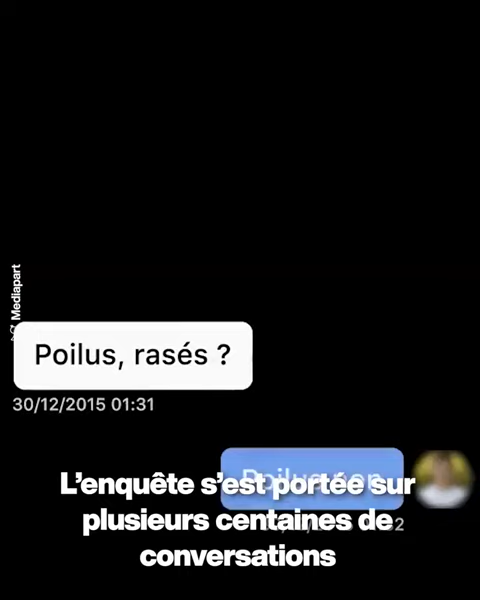 Mediapart
Poilus, rasés ?
30/12/2015 01:31
L’enquête s’est portée sur
plusieurs centaines de
conversations